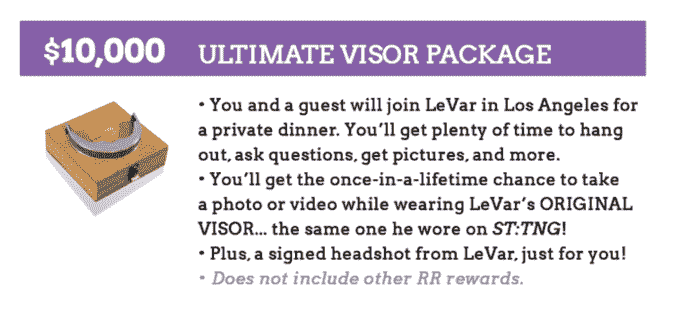 $10,000 ULTIMATE VISOR PACKAGE
• You and a guest will join LeVar in Los Angeles for
a private dinner. You'll get plenty of time to hang
out, ask questions, get pictures, and more.
• You'll get the once-in-a-lifetime chance to take
a photo or video while wearing LeVar's ORIGINAL
VISOR... the same one he wore on ST:TNG!
• Plus, a signed headshot from LeVar, just for you!
• Does not include other RR rewards.